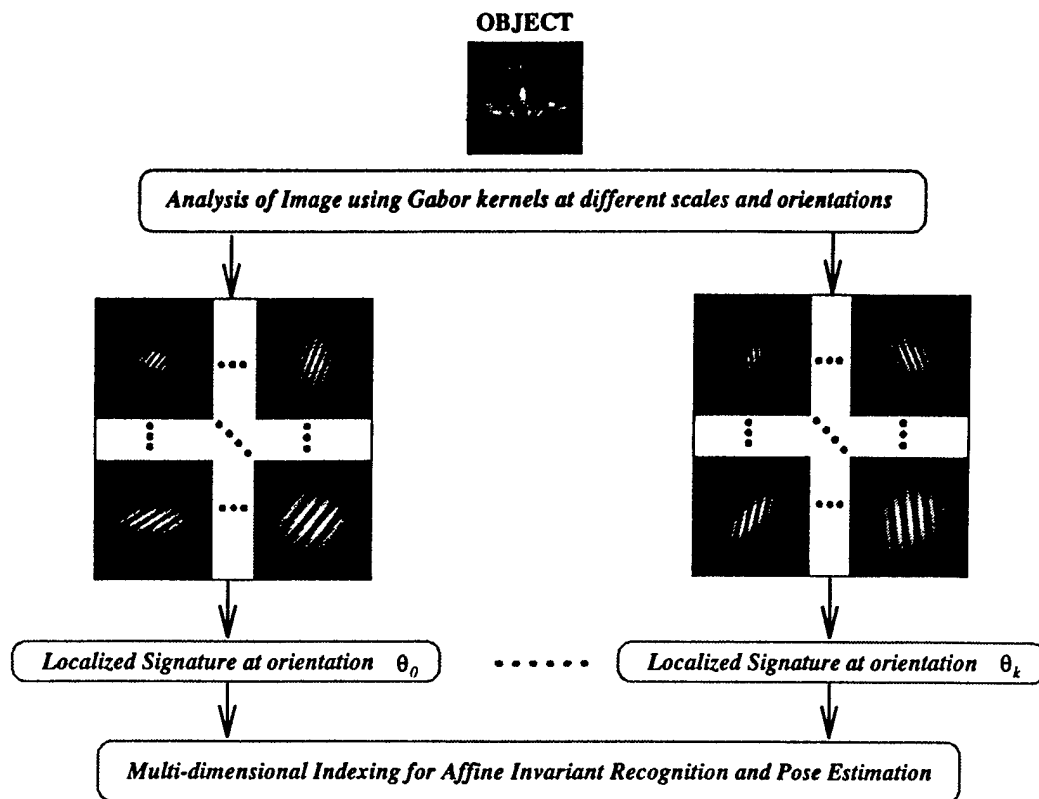 OBJECT
Analysis of Image using Gabor kernels at different scales and orientations
Localized Signature at orientation θ₀
Localized Signature at orientation θₖ
Multi-dimensional Indexing for Affine Invariant Recognition and Pose Estimation